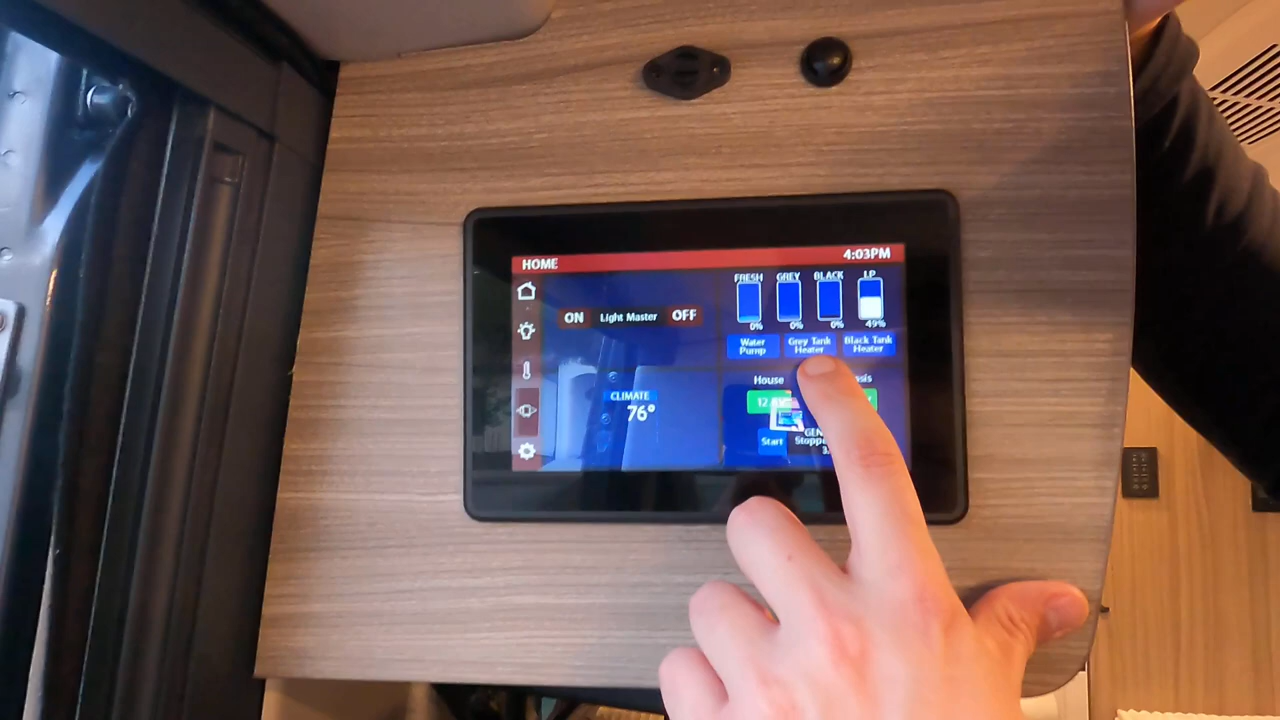 HOME
4:03PM
FRESH GREY BLACK LP
ON Light Master OFF
0% 0% 0% 49%
Water Pump
Grey Tank Heater
Black Tank Heater
House
CLIMATE
76°
Start